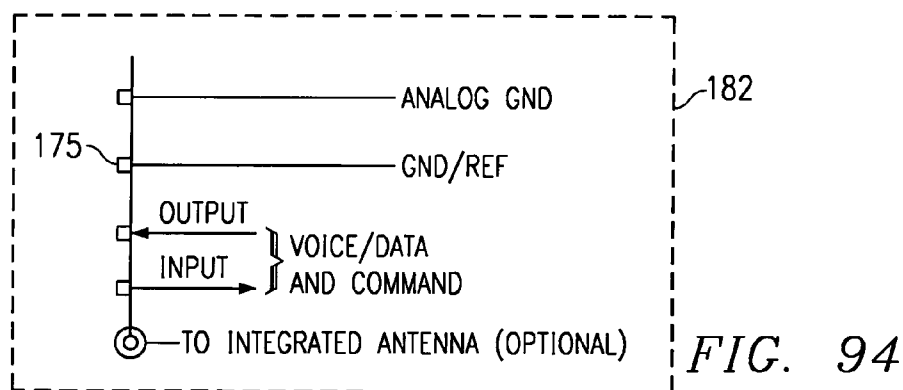 182
ANALOG GND
175
GND/REF
OUTPUT
VOICE/DATA
INPUT
AND COMMAND
TO INTEGRATED ANTENNA (OPTIONAL)
FIG. 94